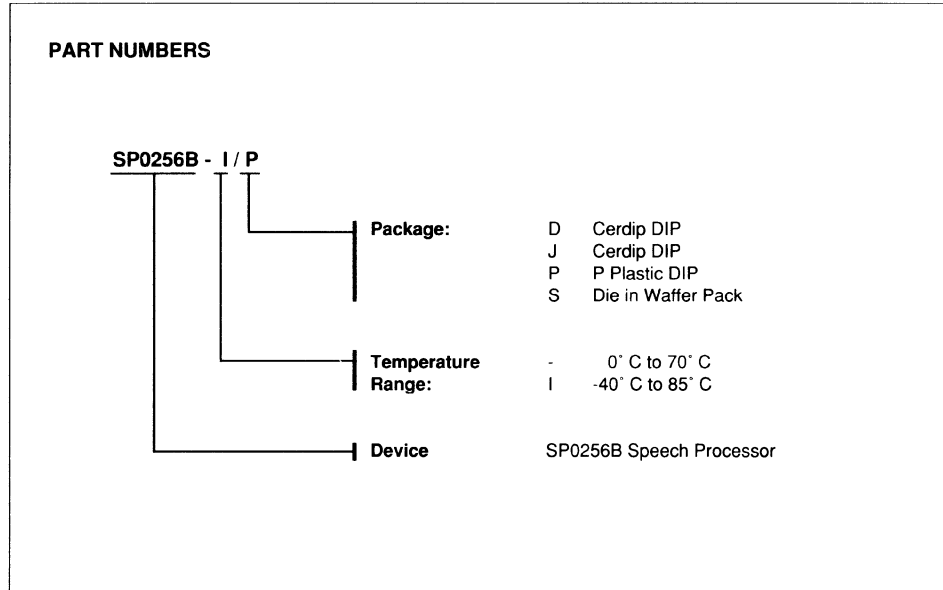 PART NUMBERS
SP0256B - I / P
Package: D Cerdip DIP
J Cerdip DIP
P P Plastic DIP
S Die in Waffer Pack
Temperature - 0° C to 70° C
Range: I -40° C to 85° C
Device SP0256B Speech Processor